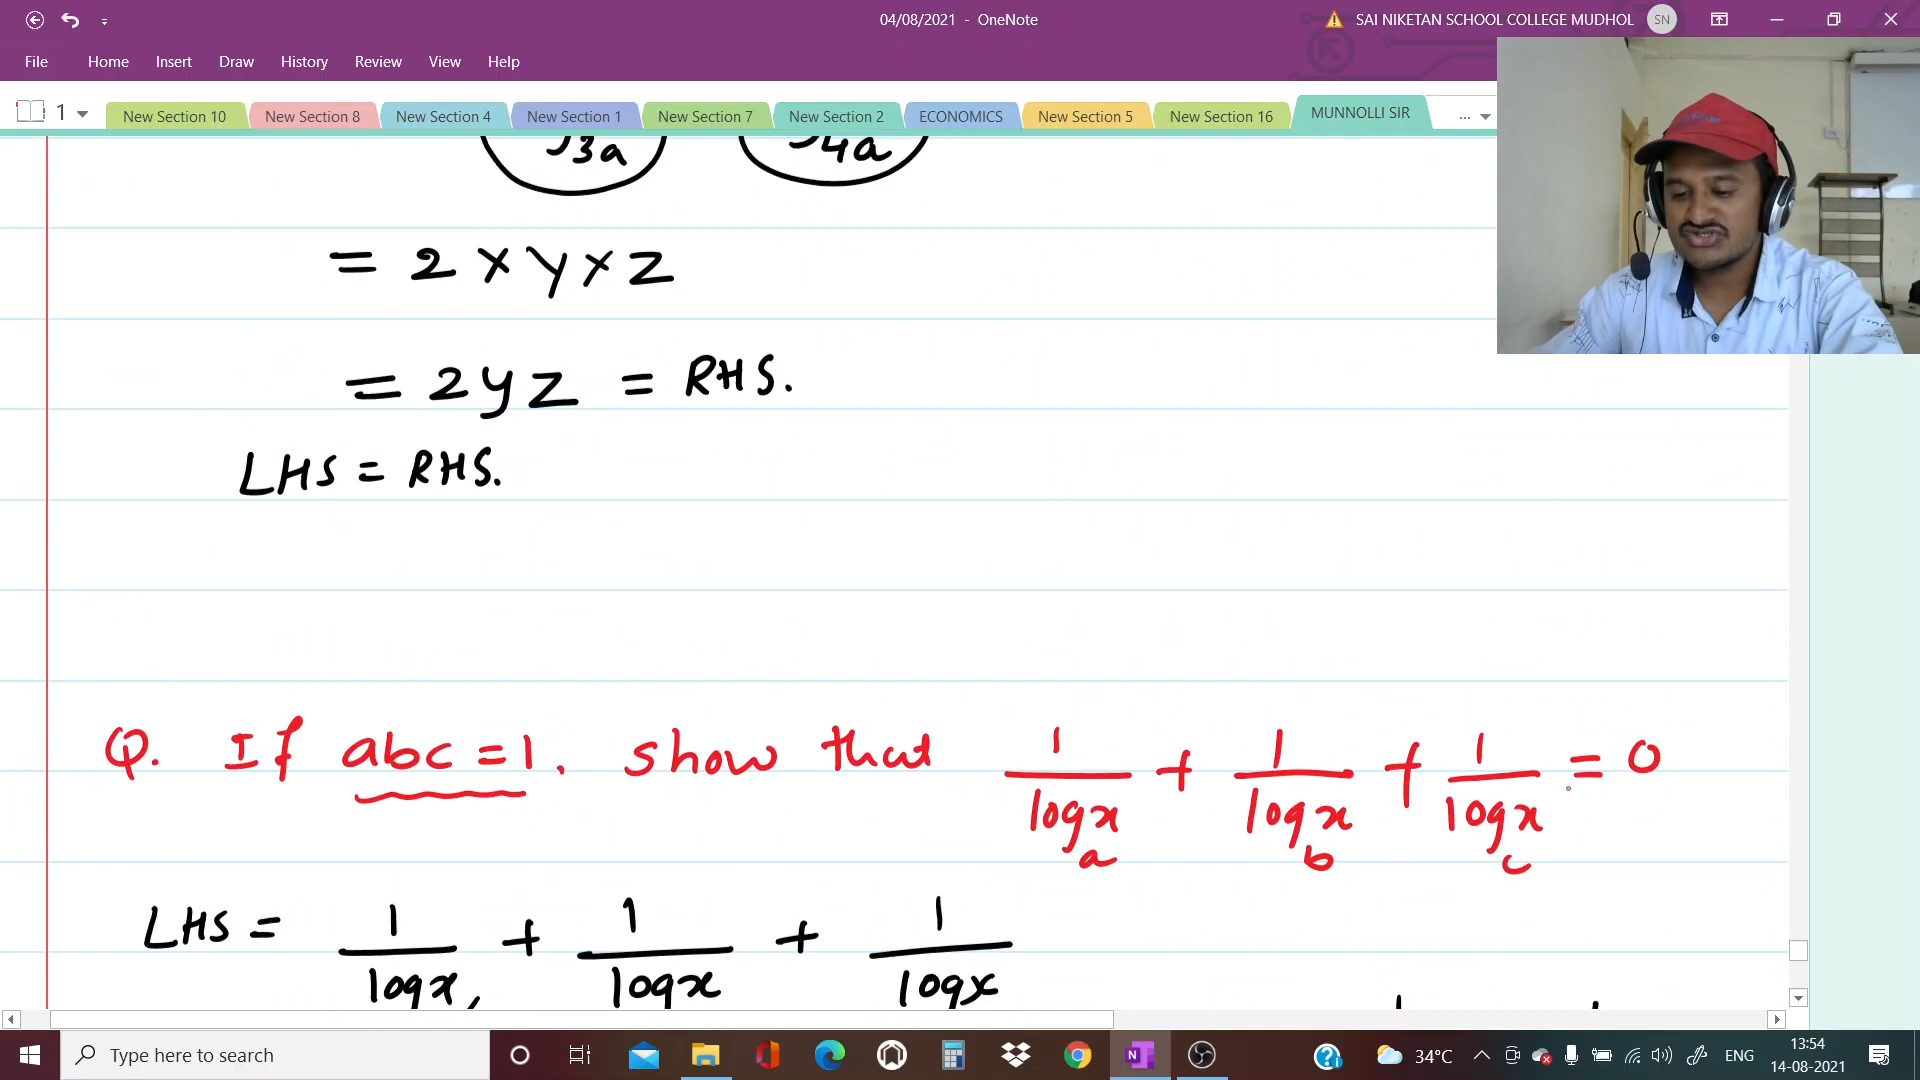 04/08/2021 - OneNote
SAI NIKETAN SCHOOL COLLEGE MUDHOL SN
File Home Insert Draw History Review View Help
1 New Section 10 New Section 8 New Section 4 New Section 1 New Section 7 New Section 2 ECONOMICS New Section 5 New Section 16 MUNNOLLI SIR ...
3a 4a
= 2 × y × z
= 2yz = RHS.
LHS = RHS.
Q. If abc = 1. show that 1/log_a x + 1/log_b x + 1/log_c x = 0
LHS = 1/log x + 1/log x + 1/log x
Type here to search
34°C ENG 13:54
14-08-2021